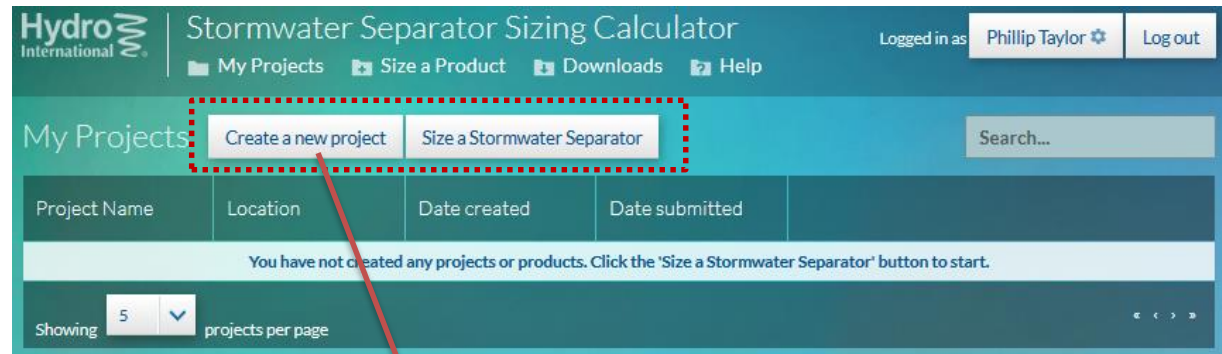 Hydro
International
Stormwater Separator Sizing Calculator
Logged in as Phillip Taylor Log out
My Projects Size a Product Downloads Help
My Projects Create a new project Size a Stormwater Separator Search...
Project Name Location Date created Date submitted
You have not created any projects or products. Click the 'Size a Stormwater Separator' button to start.
Showing 5 projects per page
« ‹ › »